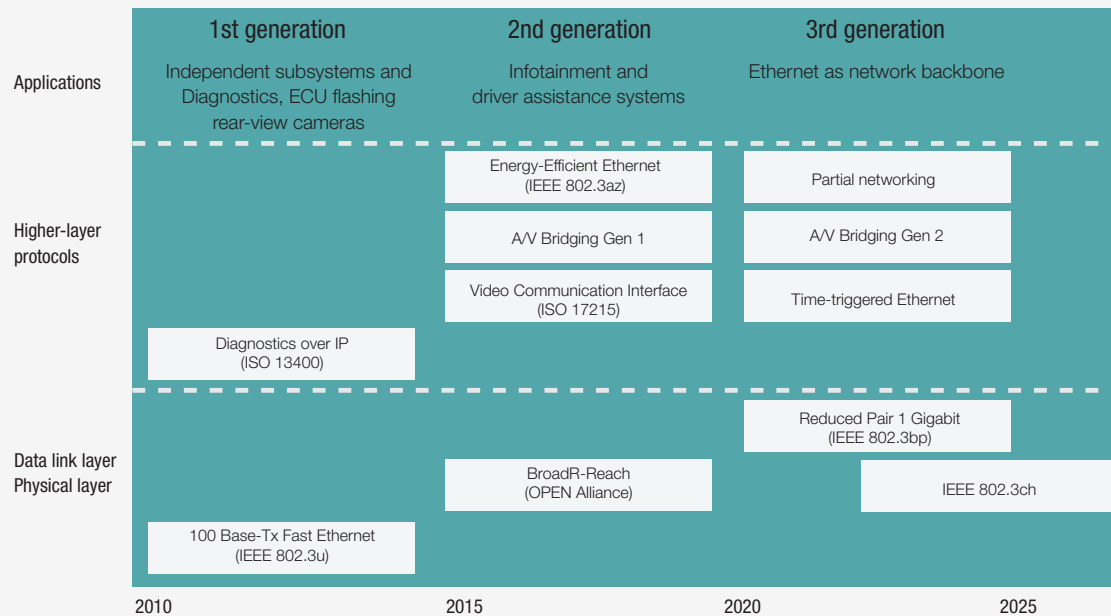 1st generation
2nd generation
3rd generation
Applications
Independent subsystems and
Diagnostics, ECU flashing
rear-view cameras
Infotainment and
driver assistance systems
Ethernet as network backbone
Higher-layer
protocols
Energy-Efficient Ethernet
(IEEE 802.3az)
Partial networking
A/V Bridging Gen 1
A/V Bridging Gen 2
Video Communication Interface
(ISO 17215)
Time-triggered Ethernet
Diagnostics over IP
(ISO 13400)
Data link layer
Physical layer
Reduced Pair 1 Gigabit
(IEEE 802.3bp)
BroadR-Reach
(OPEN Alliance)
IEEE 802.3ch
100 Base-Tx Fast Ethernet
(IEEE 802.3u)
2010
2015
2020
2025